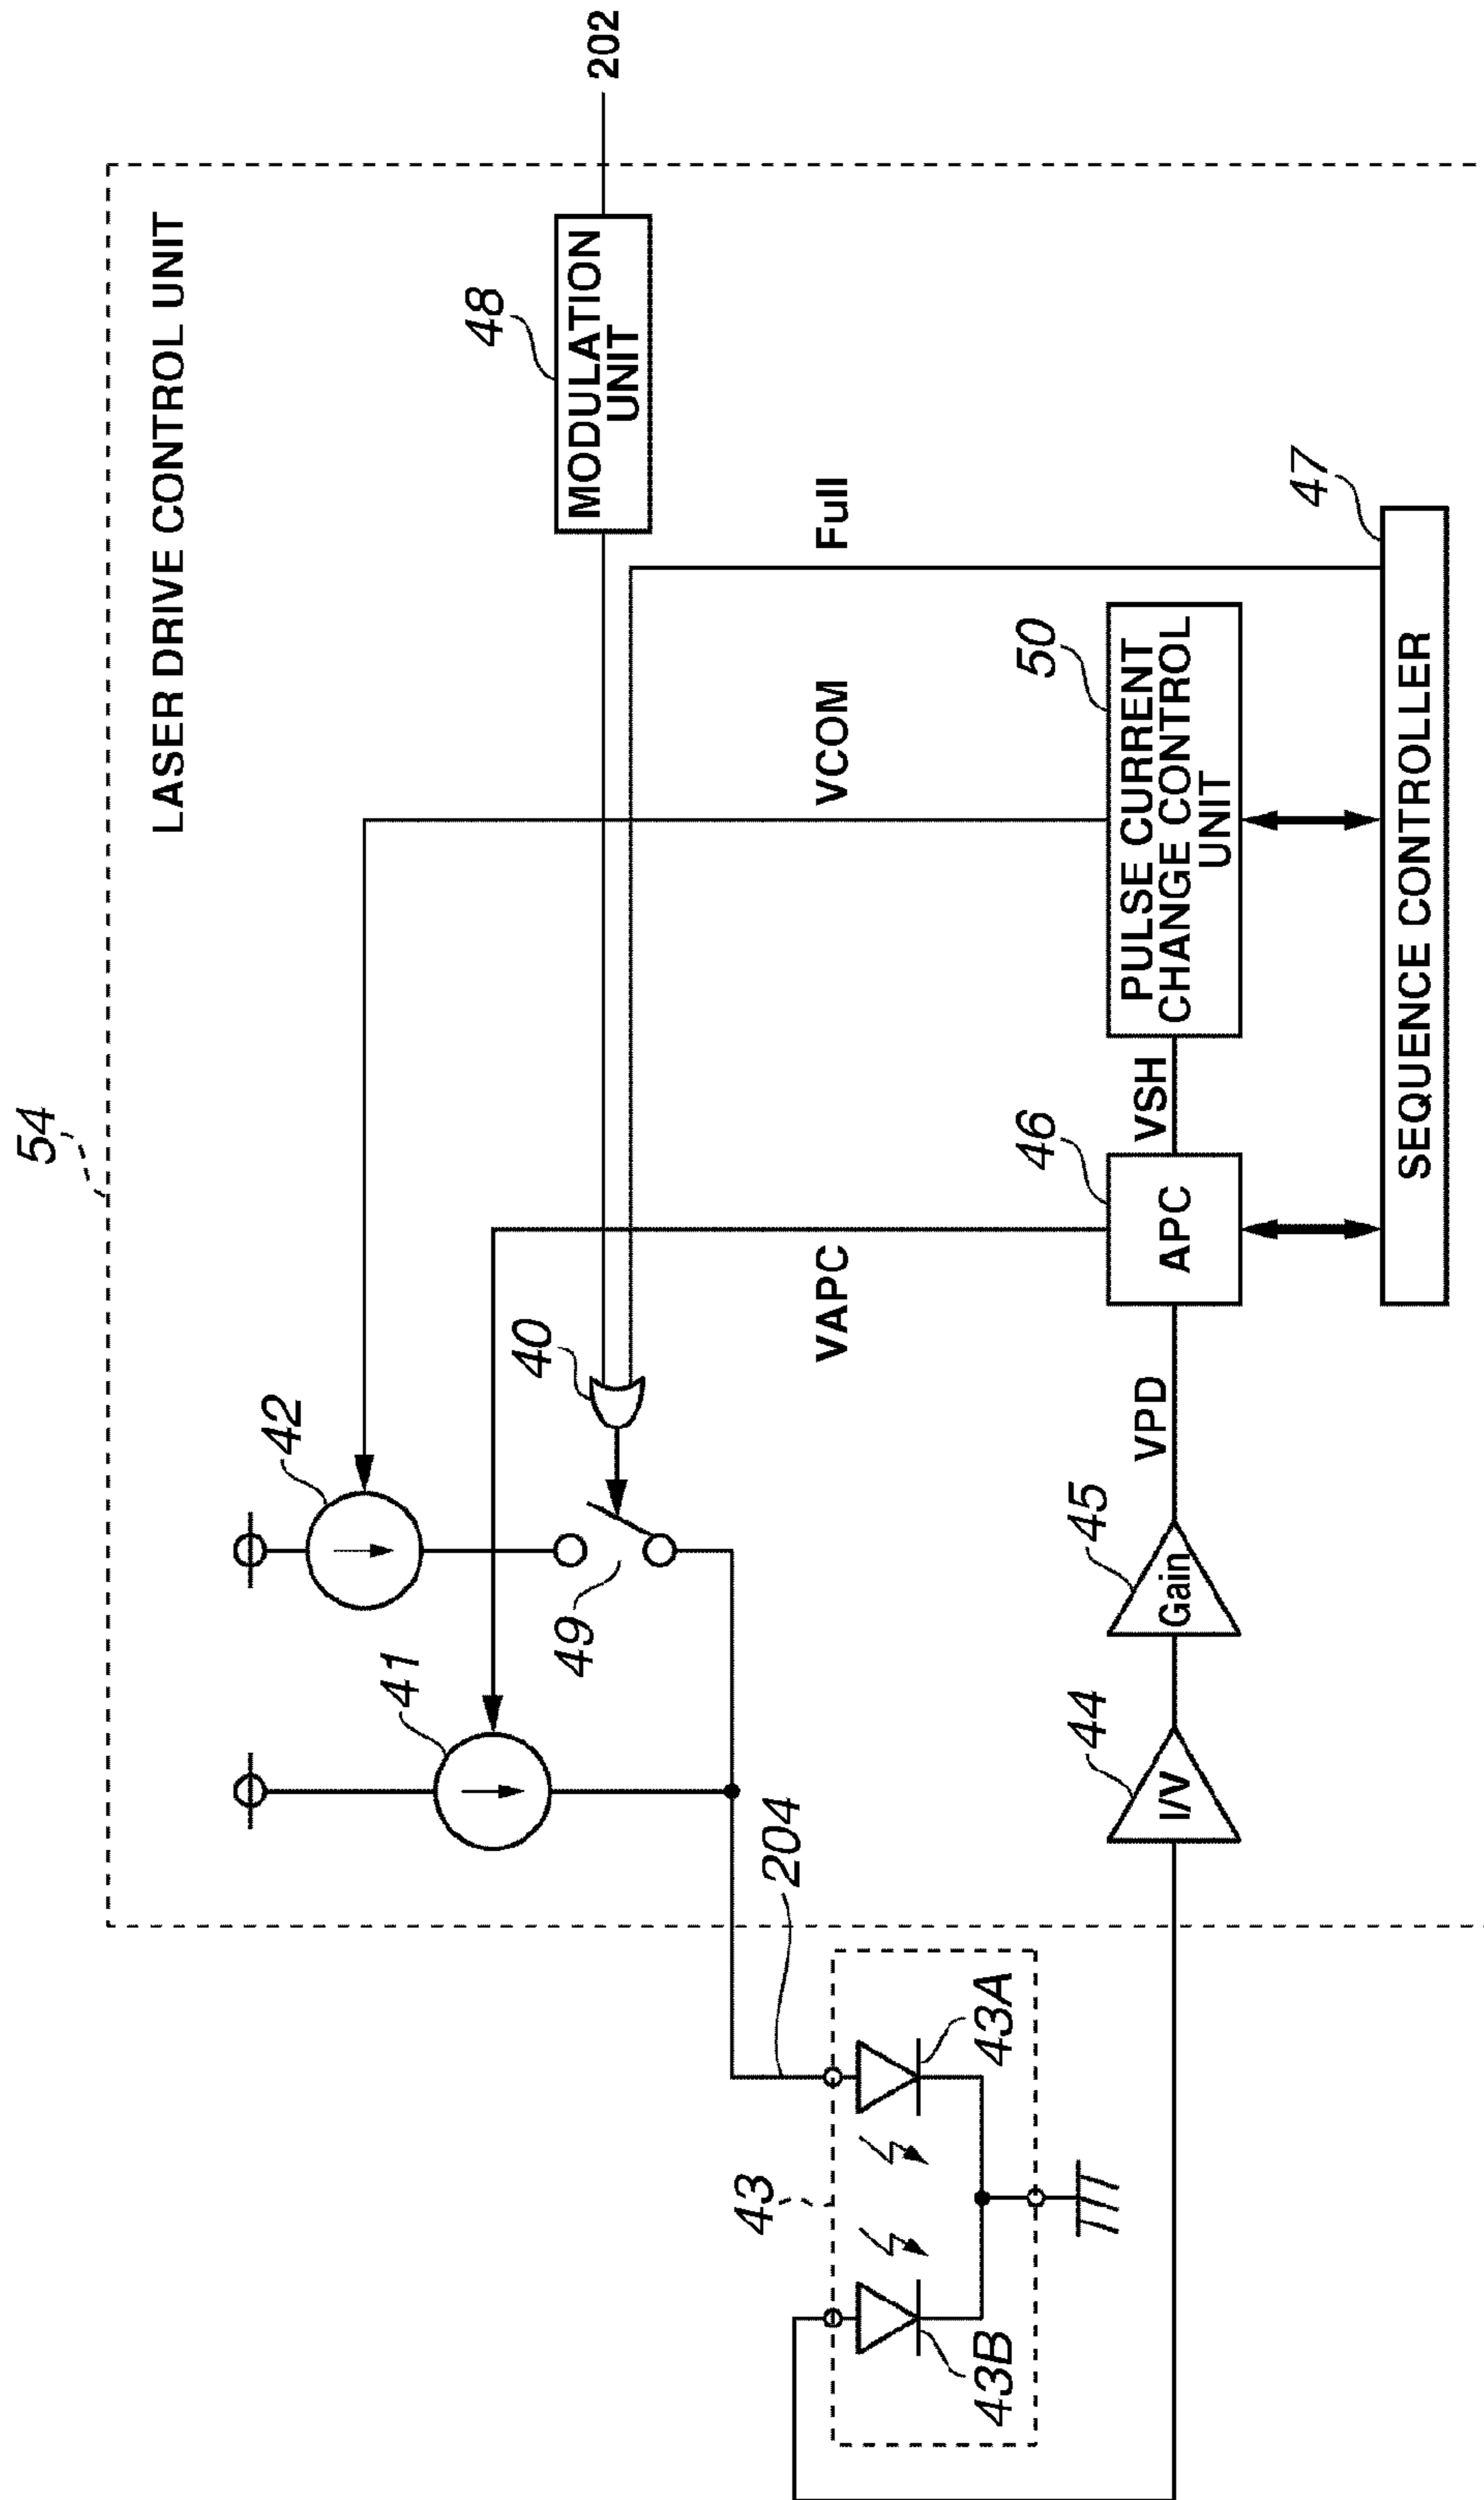 54
LASER DRIVE CONTROL UNIT
42
41
48
202
MODULATION
UNIT
40
49
204
43
VAPC
VCOM
Full
43B
43A
44
45
46
50
I/V
Gain
VPD
APC
VSH
PULSE CURRENT
CHANGE CONTROL
UNIT
47
SEQUENCE CONTROLLER